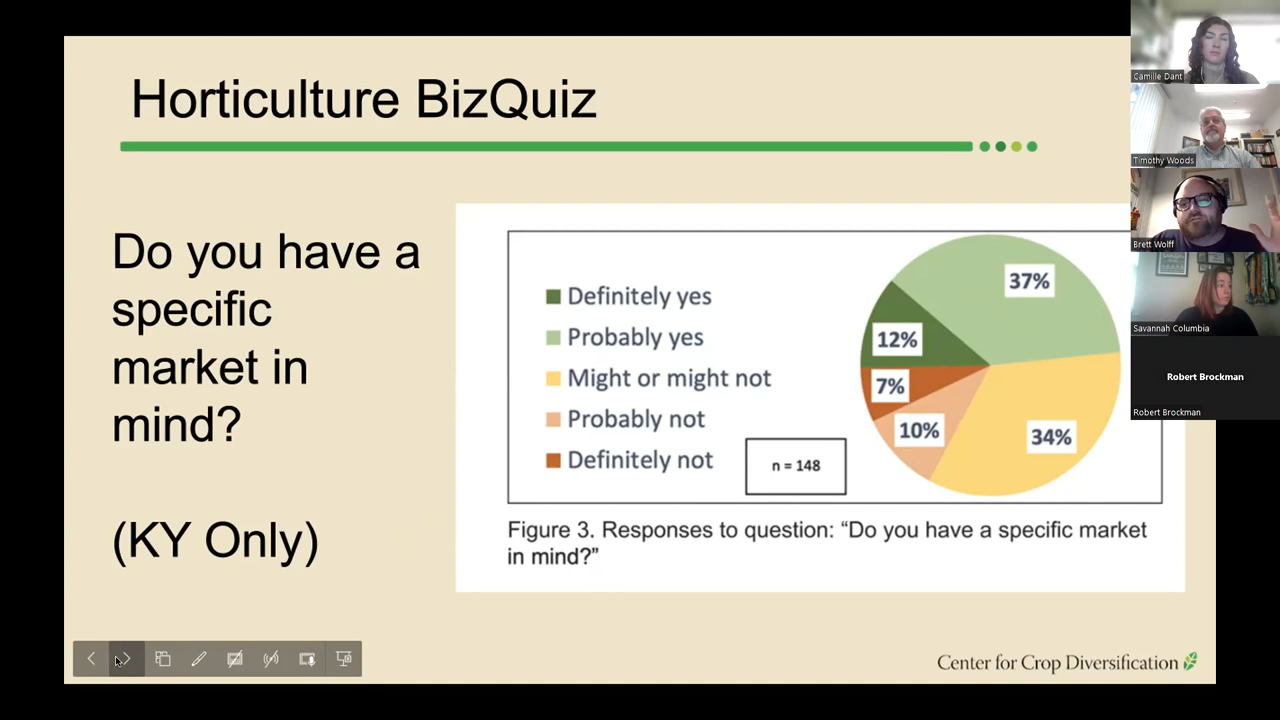 Horticulture BizQuiz
Do you have a
specific
market in
mind?
(KY Only)
Definitely yes
Probably yes
Might or might not
Probably not
Definitely not
n = 148
37%
12%
7%
10%
34%
Figure 3. Responses to question: “Do you have a specific market
in mind?”
Center for Crop Diversification
Camille Dant
Timothy Woods
Brett Wolff
Savannah Columbia
Robert Brockman
Robert Brockman